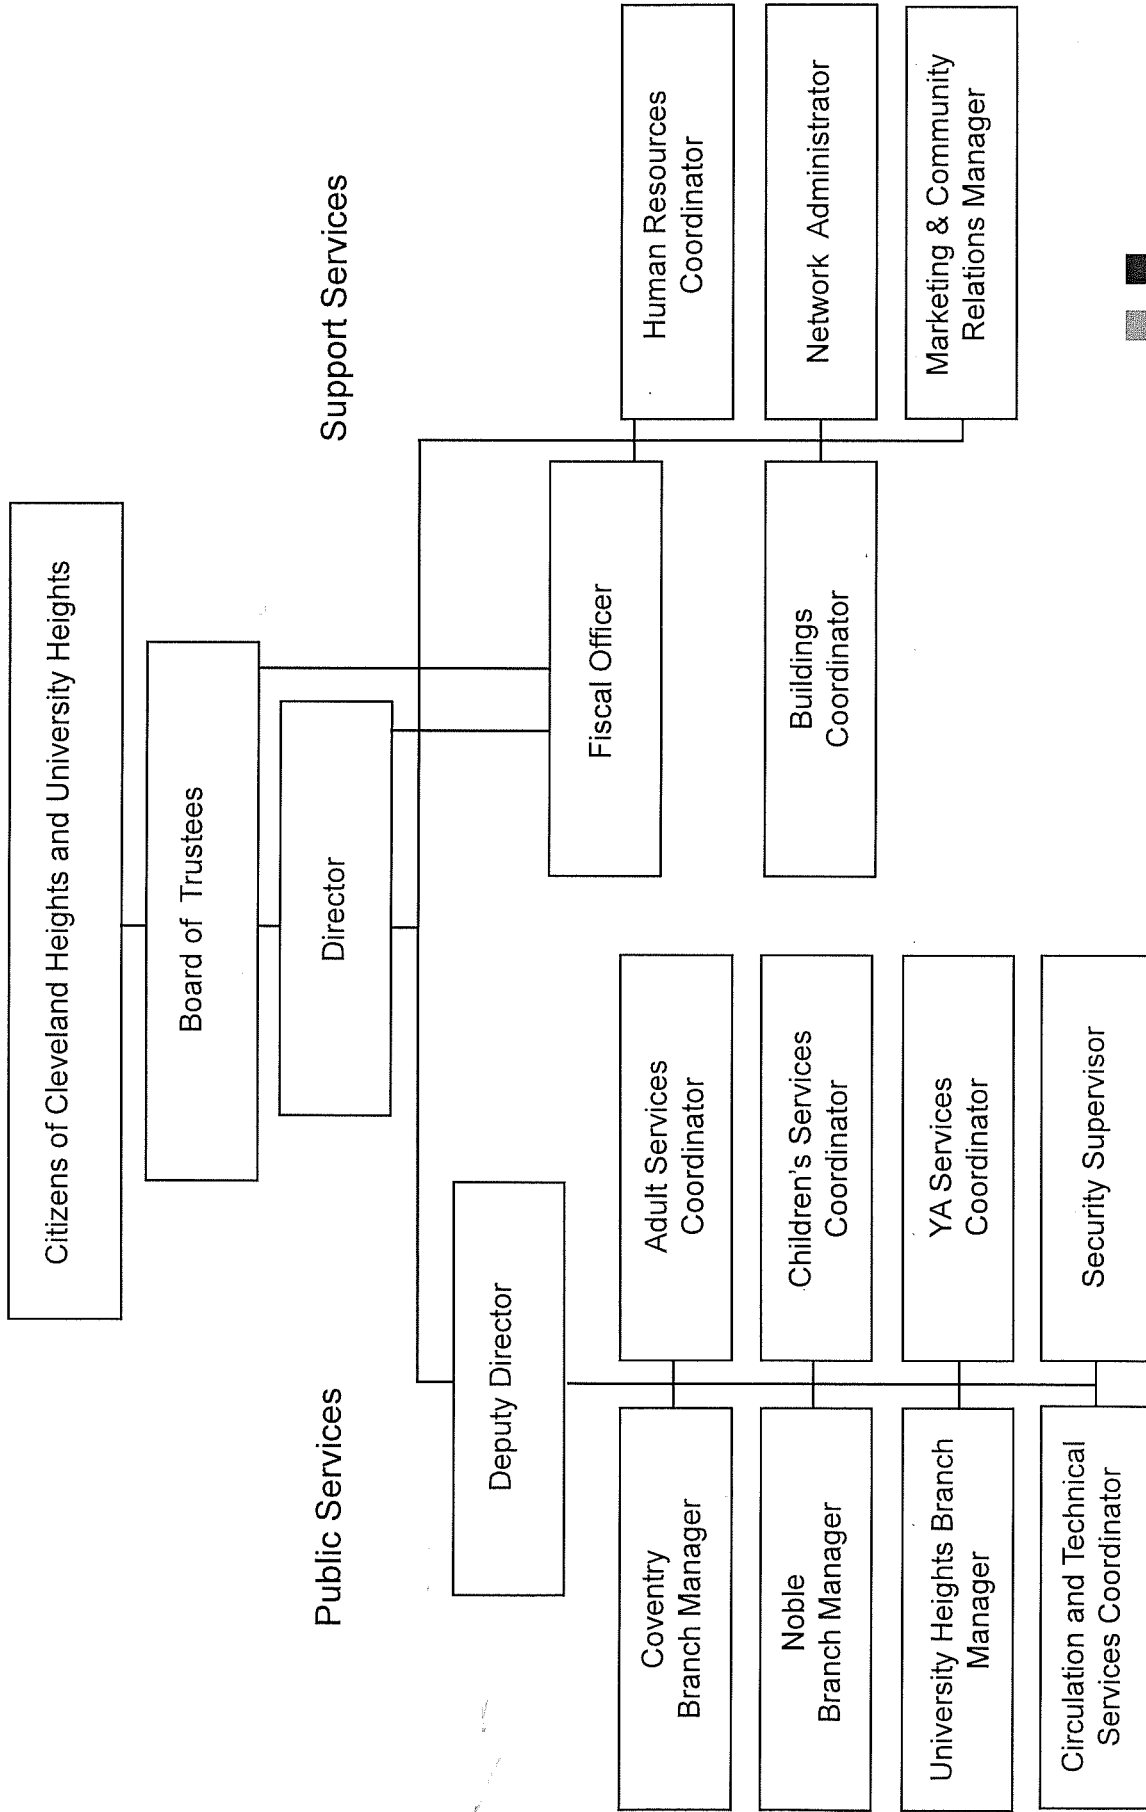 Citizens of Cleveland Heights and University Heights
Board of Trustees
Director
Public Services
Support Services
Deputy Director
Fiscal Officer
Coventry
Branch Manager
Adult Services
Coordinator
Human Resources
Coordinator
Noble
Branch Manager
Children's Services
Coordinator
Buildings
Coordinator
Network Administrator
University Heights Branch
Manager
YA Services
Coordinator
Marketing & Community
Relations Manager
Circulation and Technical
Services Coordinator
Security Supervisor